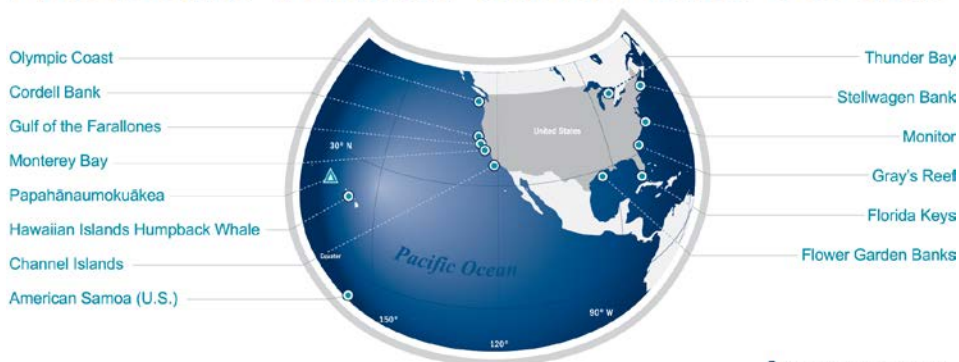 Olympic Coast
Cordell Bank
Gulf of the Farallones
Monterey Bay
Papahānaumokuākea
Hawaiian Islands Humpback Whale
Channel Islands
American Samoa (U.S.)
30° N
United States
Equator
Pacific Ocean
150°
120°
90° W
Thunder Bay
Stellwagen Bank
Monitor
Gray's Reef
Florida Keys
Flower Garden Banks